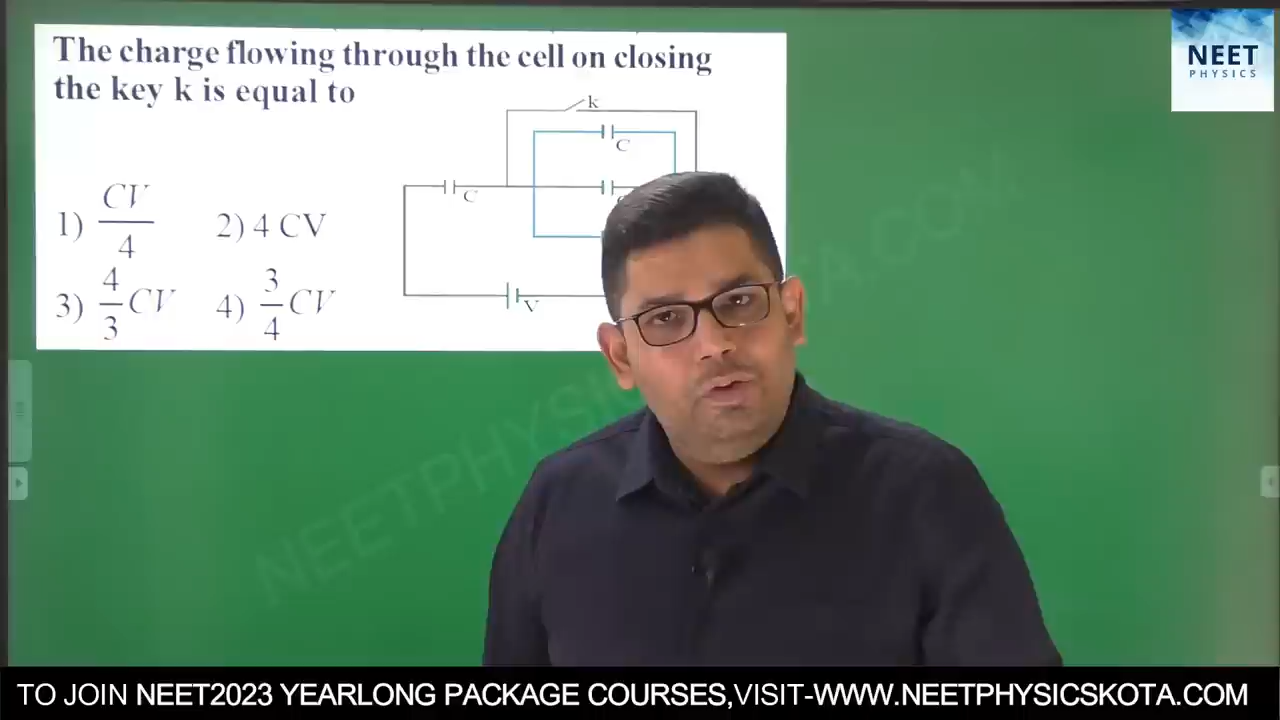 The charge flowing through the cell on closing
the key k is equal to
k
C
C
1) CV/4 2) 4 CV
3) 4/3 CV 4) 3/4 CV
V
NEET
PHYSICS
TO JOIN NEET2023 YEARLONG PACKAGE COURSES,VISIT-WWW.NEETPHYSICSKOTA.COM